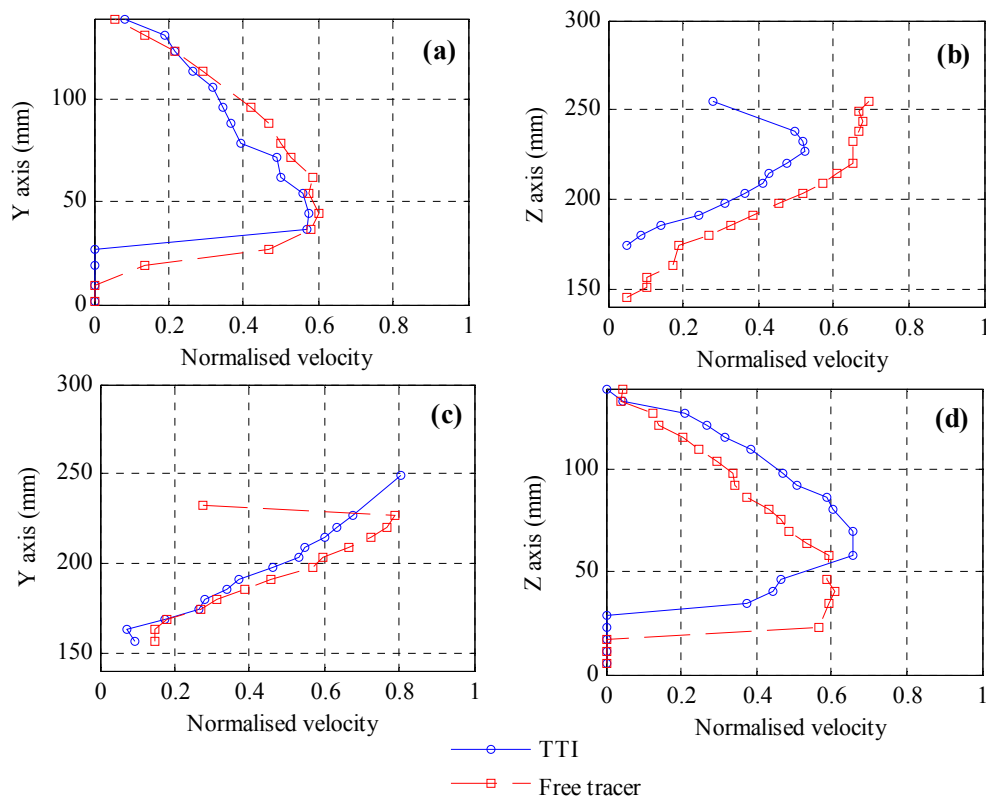 (a)
100
50
0
Y axis (mm)
0 0.2 0.4 0.6 0.8 1
Normalised velocity
(b)
300
250
200
150
Z axis (mm)
0.2 0.4 0.6 0.8 1
Normalised velocity
(c)
300
250
200
150
Y axis (mm)
0 0.2 0.4 0.6 0.8 1
Normalised velocity
(d)
100
50
0
Z axis (mm)
0 0.2 0.4 0.6 0.8 1
Normalised velocity
TTI
Free tracer